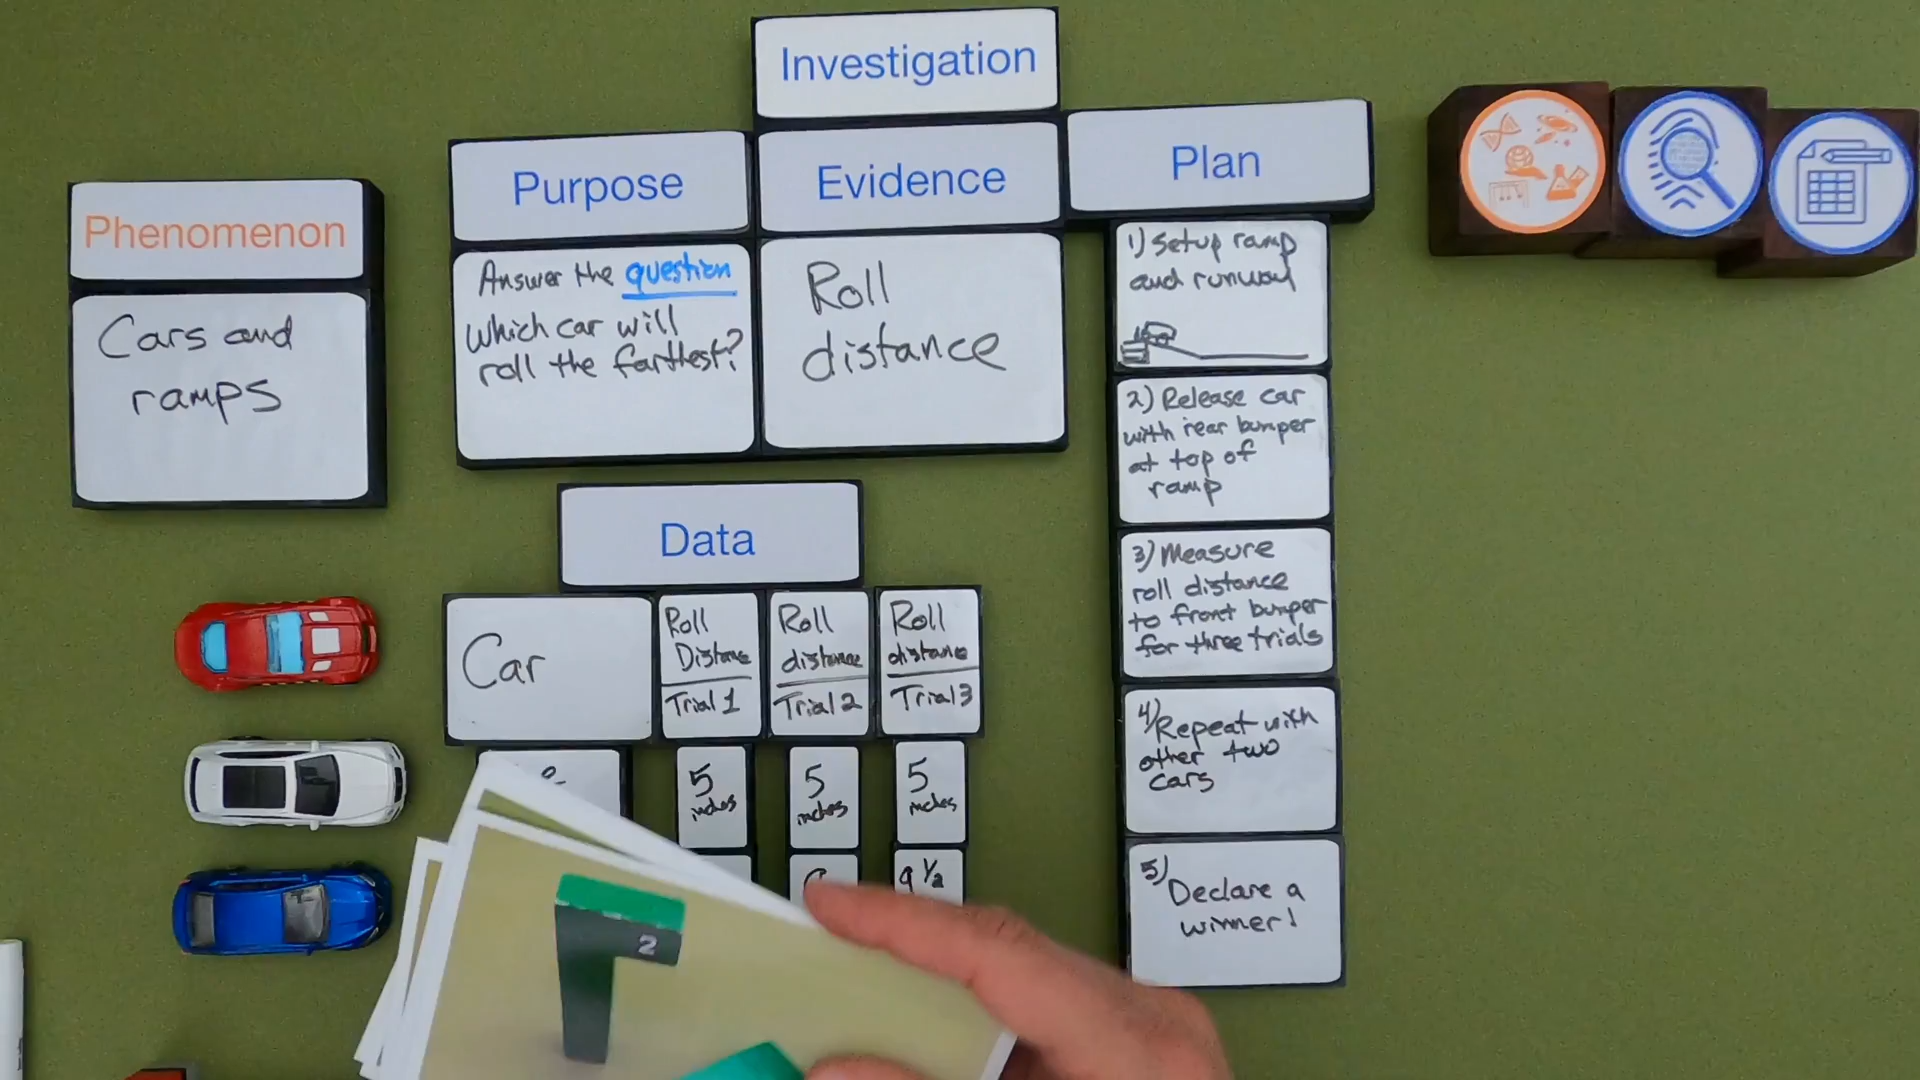 Investigation
Phenomenon
Cars and
ramps
Purpose
Answer the question
Which car will
roll the farthest?
Evidence
Roll
distance
Plan
1) Setup ramp
and runway
2) Release car
with rear bumper
at top of
ramp
3) Measure
roll distance
to front bumper
for three trials
4) Repeat with
other two
cars
5) Declare a
winner!
Data
Car
Roll
Distance
Trial 1
Roll
distance
Trial 2
Roll
distance
Trial 3
5
inches
5
inches
5
inches
9 1/2
2